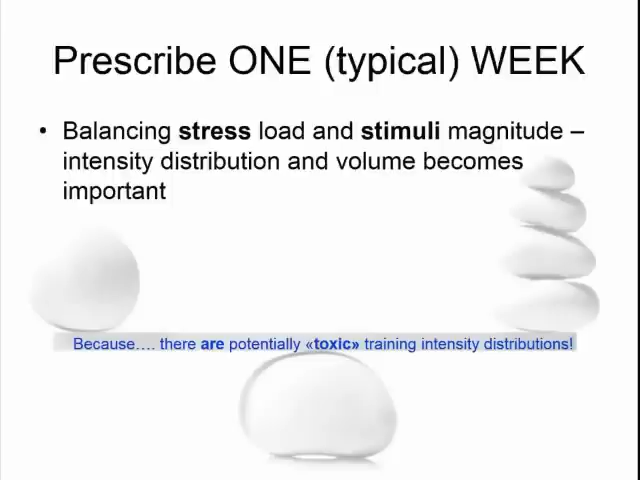 Prescribe ONE (typical) WEEK
• Balancing stress load and stimuli magnitude –
intensity distribution and volume becomes
important
Because…. there are potentially «toxic» training intensity distributions!